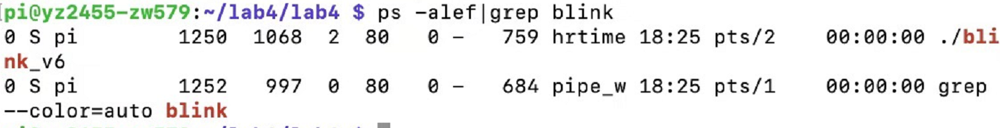 pi@yz2455-zw579:~/lab4/lab4 $ ps -alef|grep blink
0 S pi 1250 1068 2 80 0 - 759 hrtime 18:25 pts/2 00:00:00 ./bli
nk_v6
0 S pi 1252 997 0 80 0 - 684 pipe_w 18:25 pts/1 00:00:00 grep
--color=auto blink